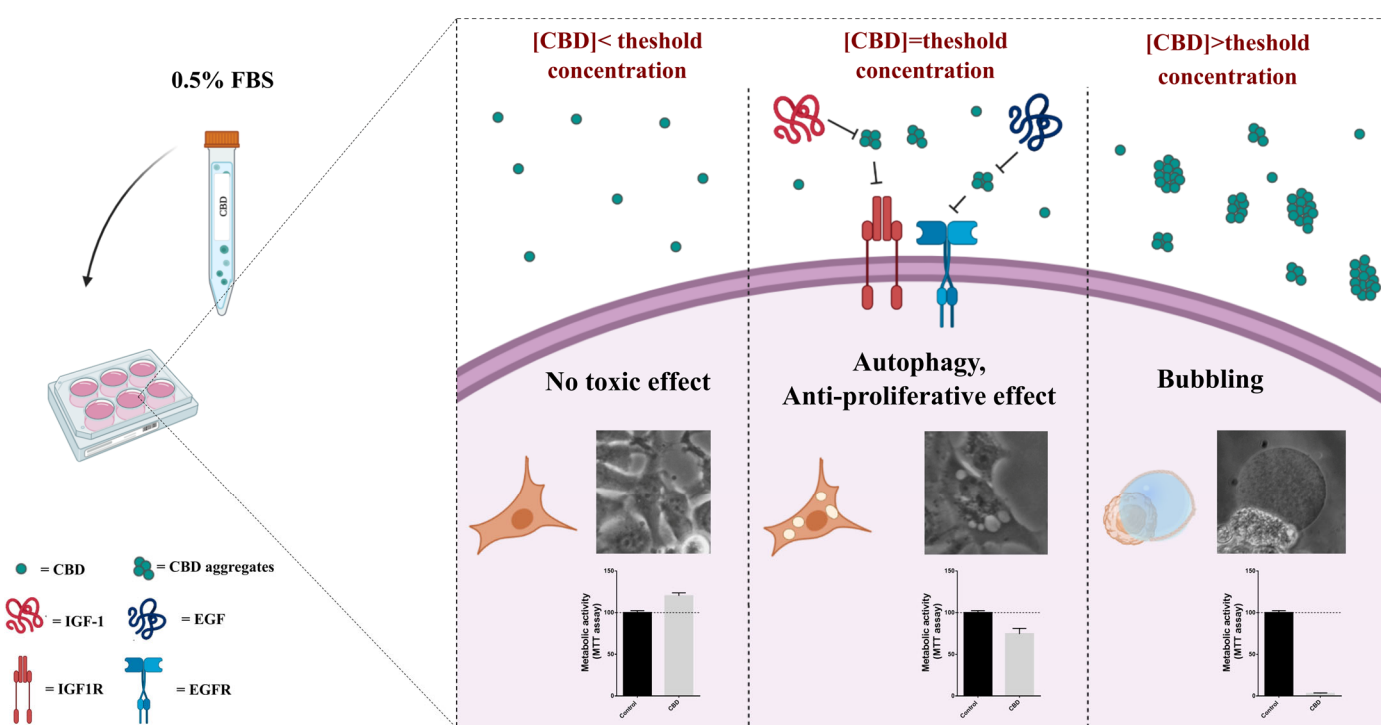 0.5% FBS
CBD
= CBD
= CBD aggregates
= IGF-1
= EGF
= IGF1R
= EGFR
[CBD]< theshold
concentration
No toxic effect
Metabolic activity
(MTT assay)
150
100
50
0
Control
CBD
[CBD]=theshold
concentration
Autophagy,
Anti-proliferative effect
Metabolic activity
(MTT assay)
150
100
50
0
Control
CBD
[CBD]>theshold
concentration
Bubbling
Metabolic activity
(MTT assay)
150
100
50
0
Control
CBD